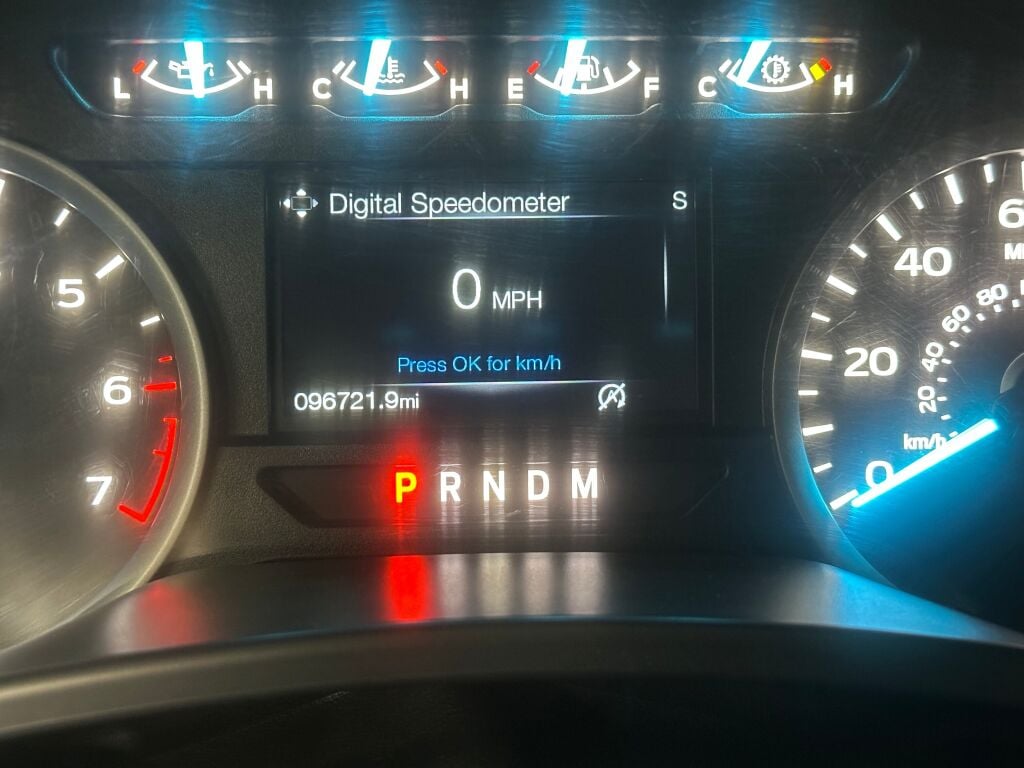 L H C H E F C H
Digital Speedometer S
0 MPH
Press OK for km/h
096721.9mi
P R N D M
5
6
7
0
20
40
20
40
60
80
km/h